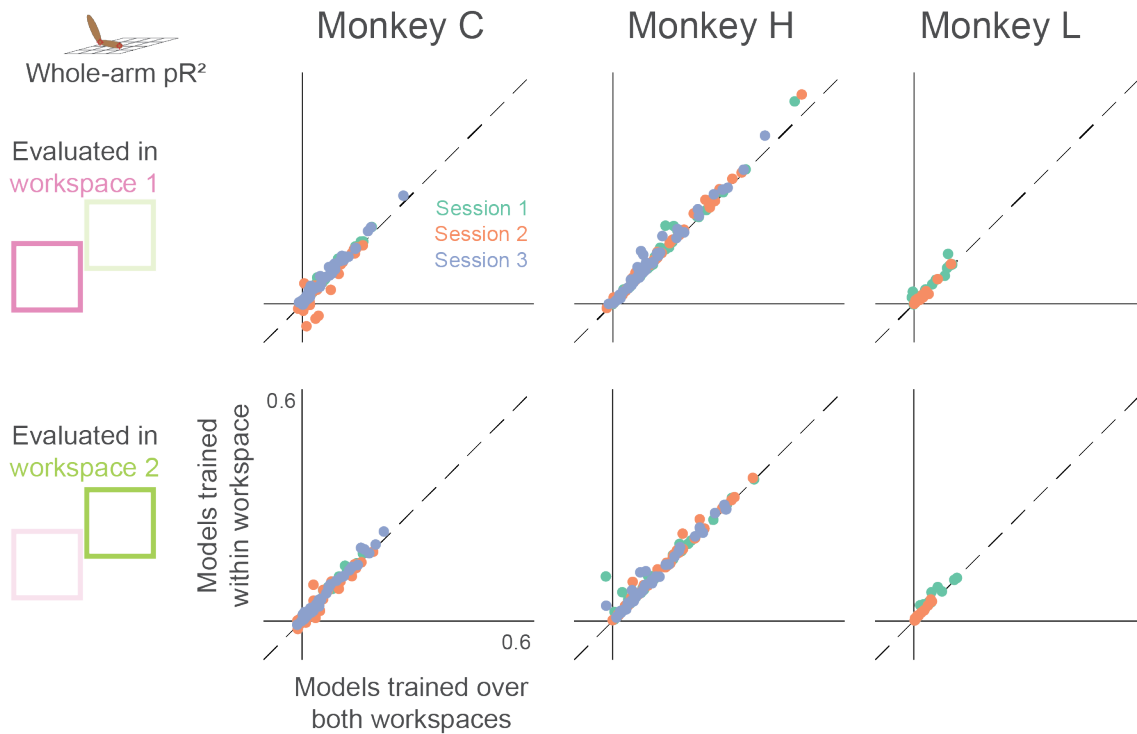 Monkey C
Monkey H
Monkey L
Whole-arm pR²
Evaluated in
workspace 1
Session 1
Session 2
Session 3
Evaluated in
workspace 2
Models trained
within workspace
0.6
0.6
Models trained over
both workspaces